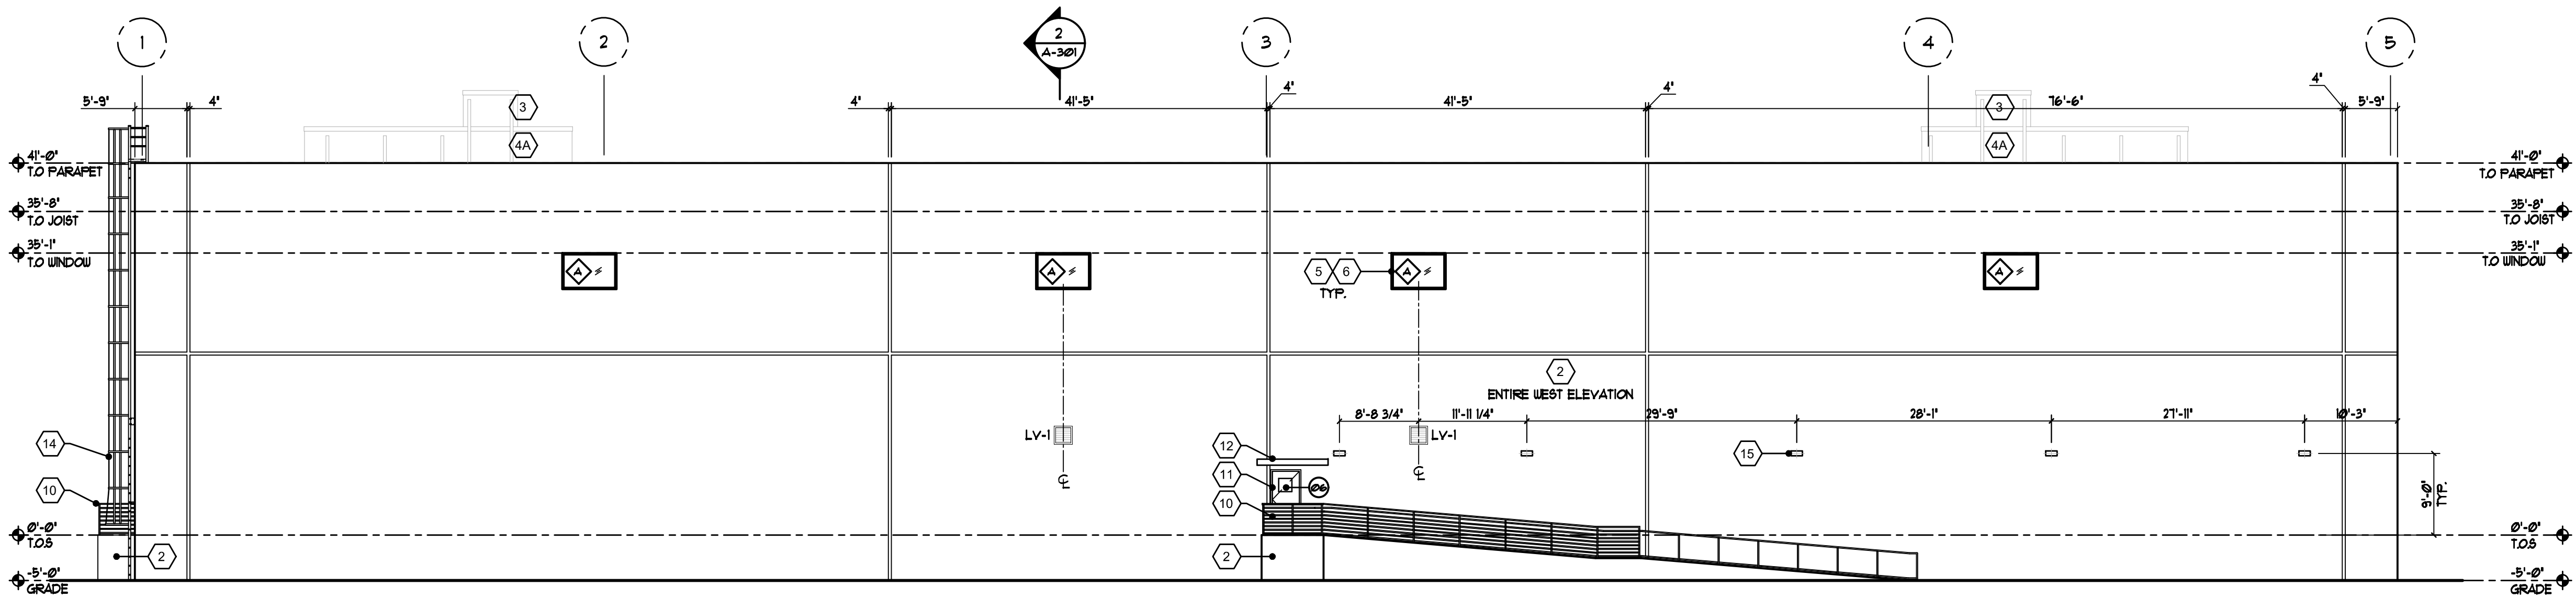 1
2
2
A-301
3
4
5
5'-9"
4"
4"
41'-5"
4"
41'-5"
4"
76'-6"
4"
5'-9"
3
3
4A
4A
41'-0"
T.O PARAPET
41'-0"
T.O PARAPET
35'-8"
T.O JOIST
35'-8"
T.O JOIST
35'-1"
T.O WINDOW
35'-1"
T.O WINDOW
A
A
5
6
TYP.
A
A
2
ENTIRE WEST ELEVATION
8'-8 3/4"
11'-11 1/4"
29'-9"
28'-1"
27'-11"
10'-3"
14
LV-1
LV-1
12
15
11
06
10
10
9'-0"
TYP.
0'-0"
T.O.S
0'-0"
T.O.S
2
2
-5'-0"
GRADE
-5'-0"
GRADE